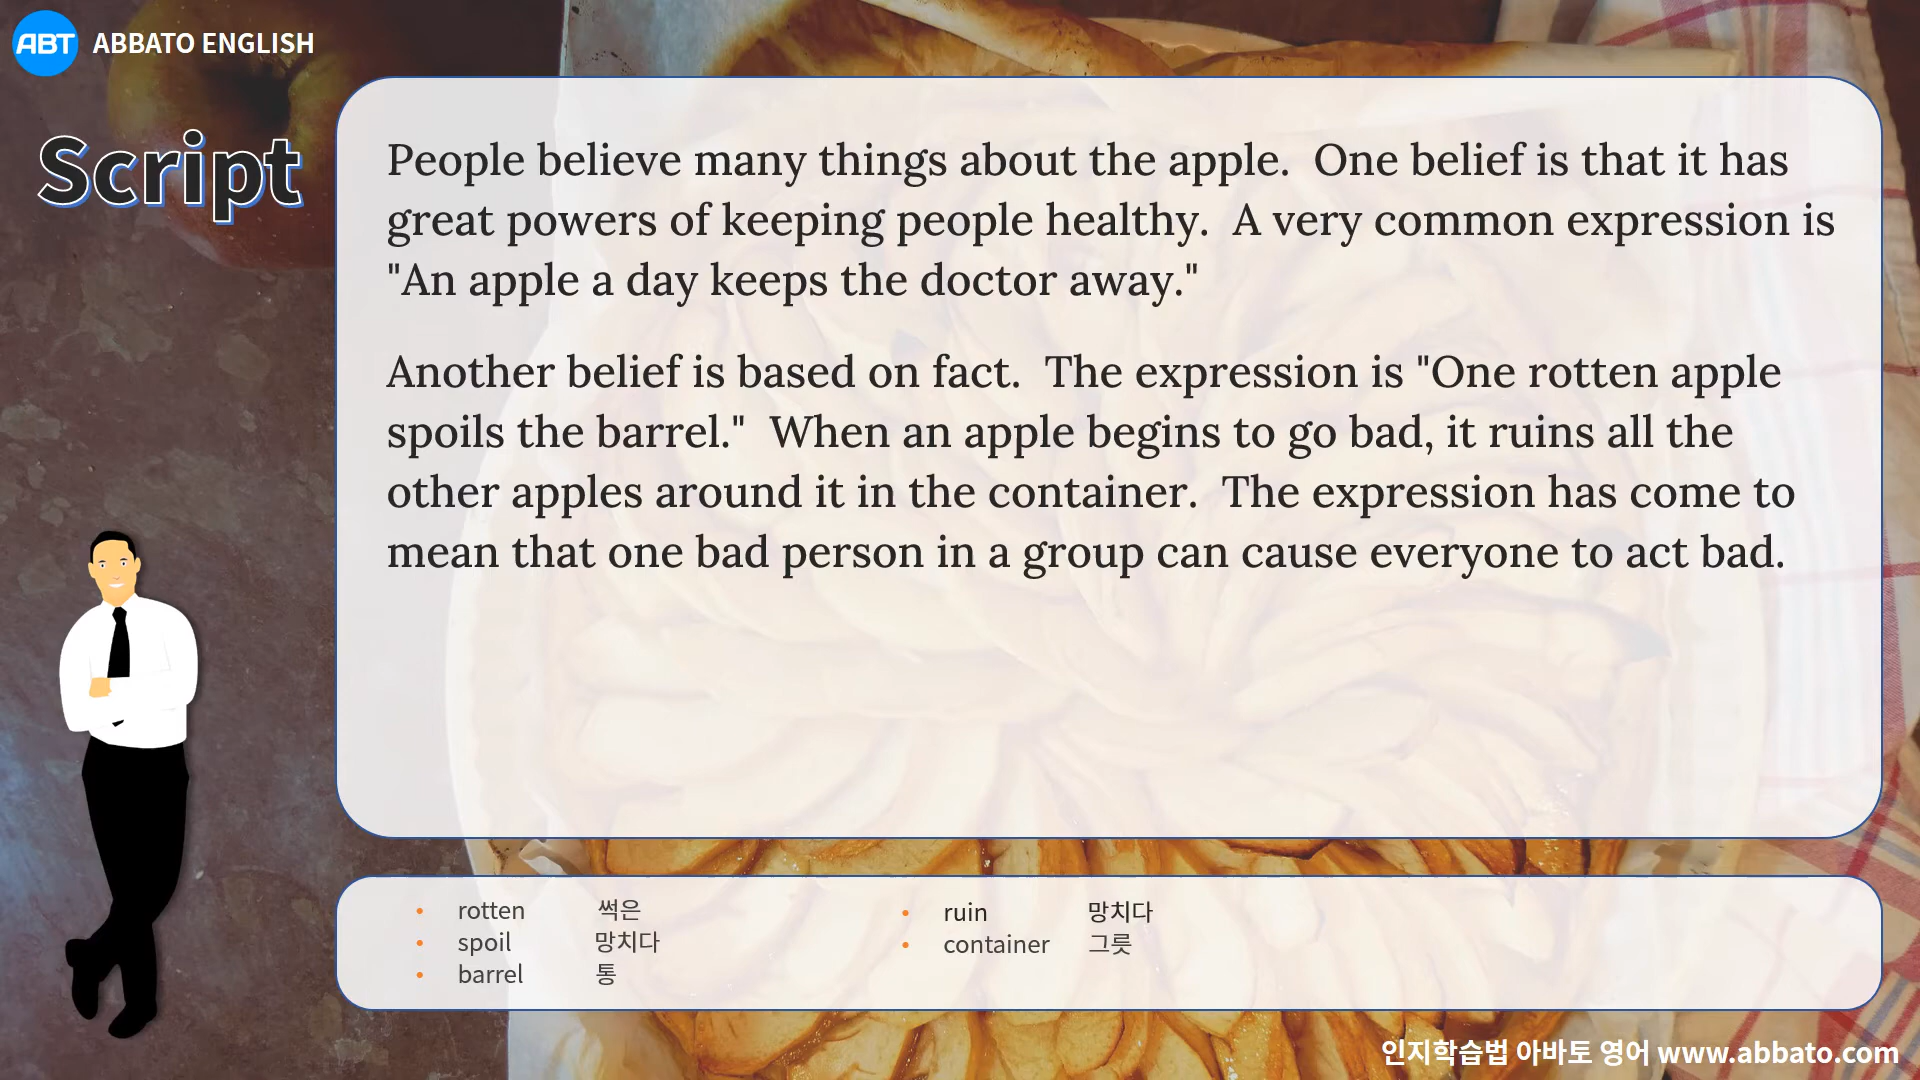 ABT ABBATO ENGLISH
Script
People believe many things about the apple.  One belief is that it has
great powers of keeping people healthy.  A very common expression is
"An apple a day keeps the doctor away."
Another belief is based on fact.  The expression is "One rotten apple
spoils the barrel."  When an apple begins to go bad, it ruins all the
other apples around it in the container.  The expression has come to
mean that one bad person in a group can cause everyone to act bad.
• rotten 썩은
• spoil 망치다
• barrel 통
• ruin 망치다
• container 그릇
인지학습법 아바토 영어 www.abbato.com